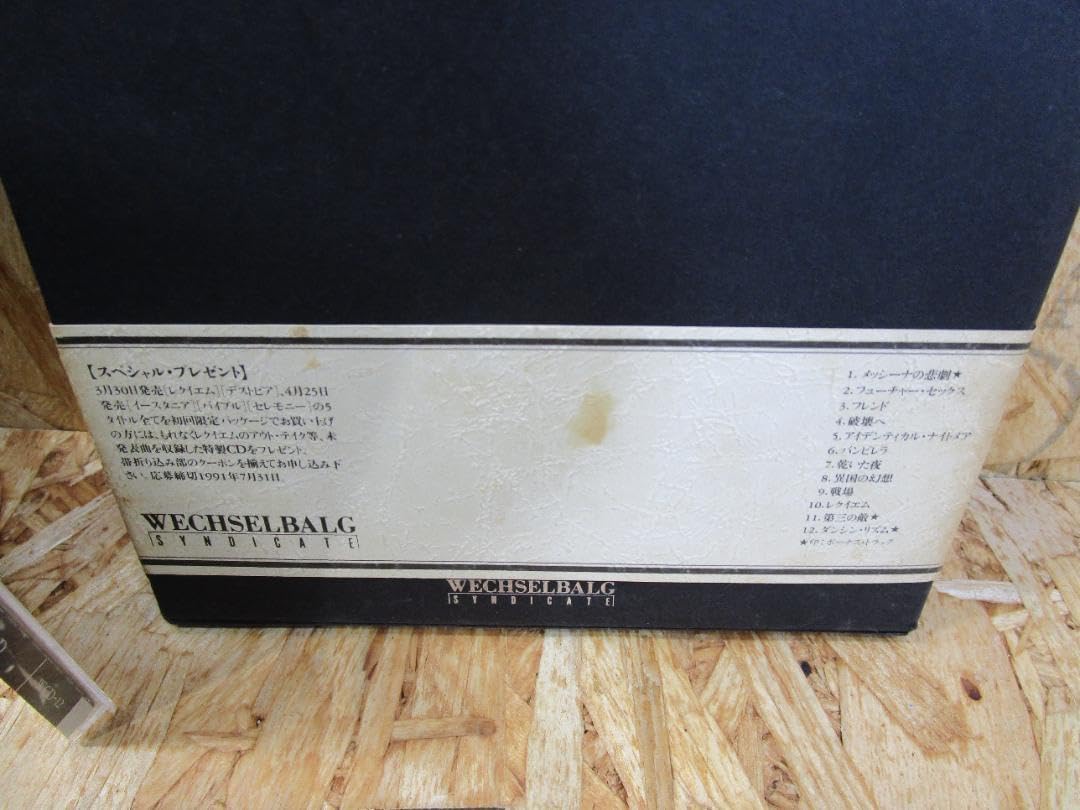 【スペシャル・プレゼント】
3月30日発売[レクイエム][デストピア]、4月25日
発売[イースタニア][バイブル][セレモニー]の5
タイトル全てを初回限定パッケージでお買い上げ
の方には、もれなくレクイエムのアウト・テイク等、未
発表曲を収録した特製CDをプレゼント。
帯折り込み部のクーポンを揃えてお申し込み下
さい。応募締切1991年7月31日。
WECHSELBALG
SYNDICATE
1. メッシーナの悲劇★
2. フューチャー・セックス
3. フレンド
4. 破壊へ
5. アイデンティカル・ナイトメア
6. バンピレラ
7. 乾いた夜
8. 異国の幻想
9. 戦場
10. レクイエム
11. 第三の敵★
12. ダンシン・リズム★
★印：ボーナス・トラック
WECHSELBALG
SYNDICATE